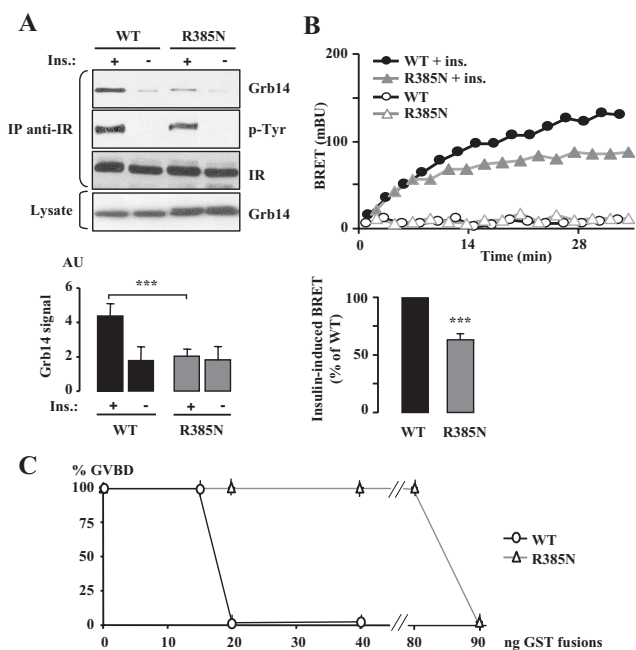 A
WT R385N
Ins.: + - + -
Grb14
IP anti-IR p-Tyr
IR
Lysate Grb14
AU
Grb14 signal
6
4
2
0
***
Ins.: + - + -
WT R385N
B
BRET (mBU)
200
100
0
WT + ins.
R385N + ins.
WT
R385N
0 14 28
Time (min)
Insulin-induced BRET
(% of WT)
100
50
0
***
WT R385N
C
% GVBD
100
75
50
25
0
0 10 20 30 40 80 90 ng GST fusions
WT
R385N